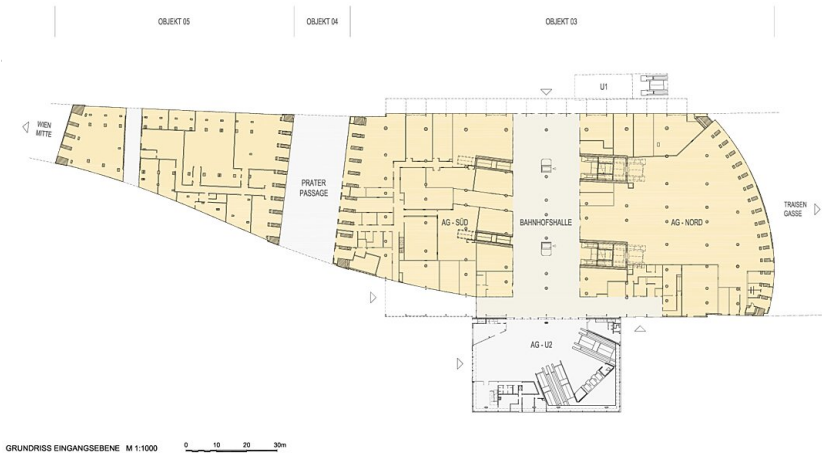 OBJEKT 05
OBJEKT 04
OBJEKT 03
U1
WIEN
MITTE
PRATER
PASSAGE
AG - SÜD
BAHNHOFSHALLE
AG - NORD
TRAISEN
GASSE
AG - U2
GRUNDRISS EINGANGSEBENE M 1:1000
0 10 20 30m